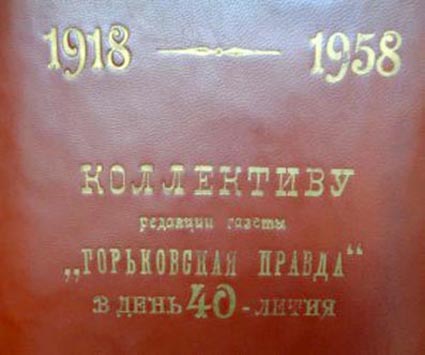 1918 — 1958
КОЛЛЕКТИВУ
редакции газеты
„ГОРЬКОВСКАЯ ПРАВДА“
В ДЕНЬ 40-ЛЕТИЯ